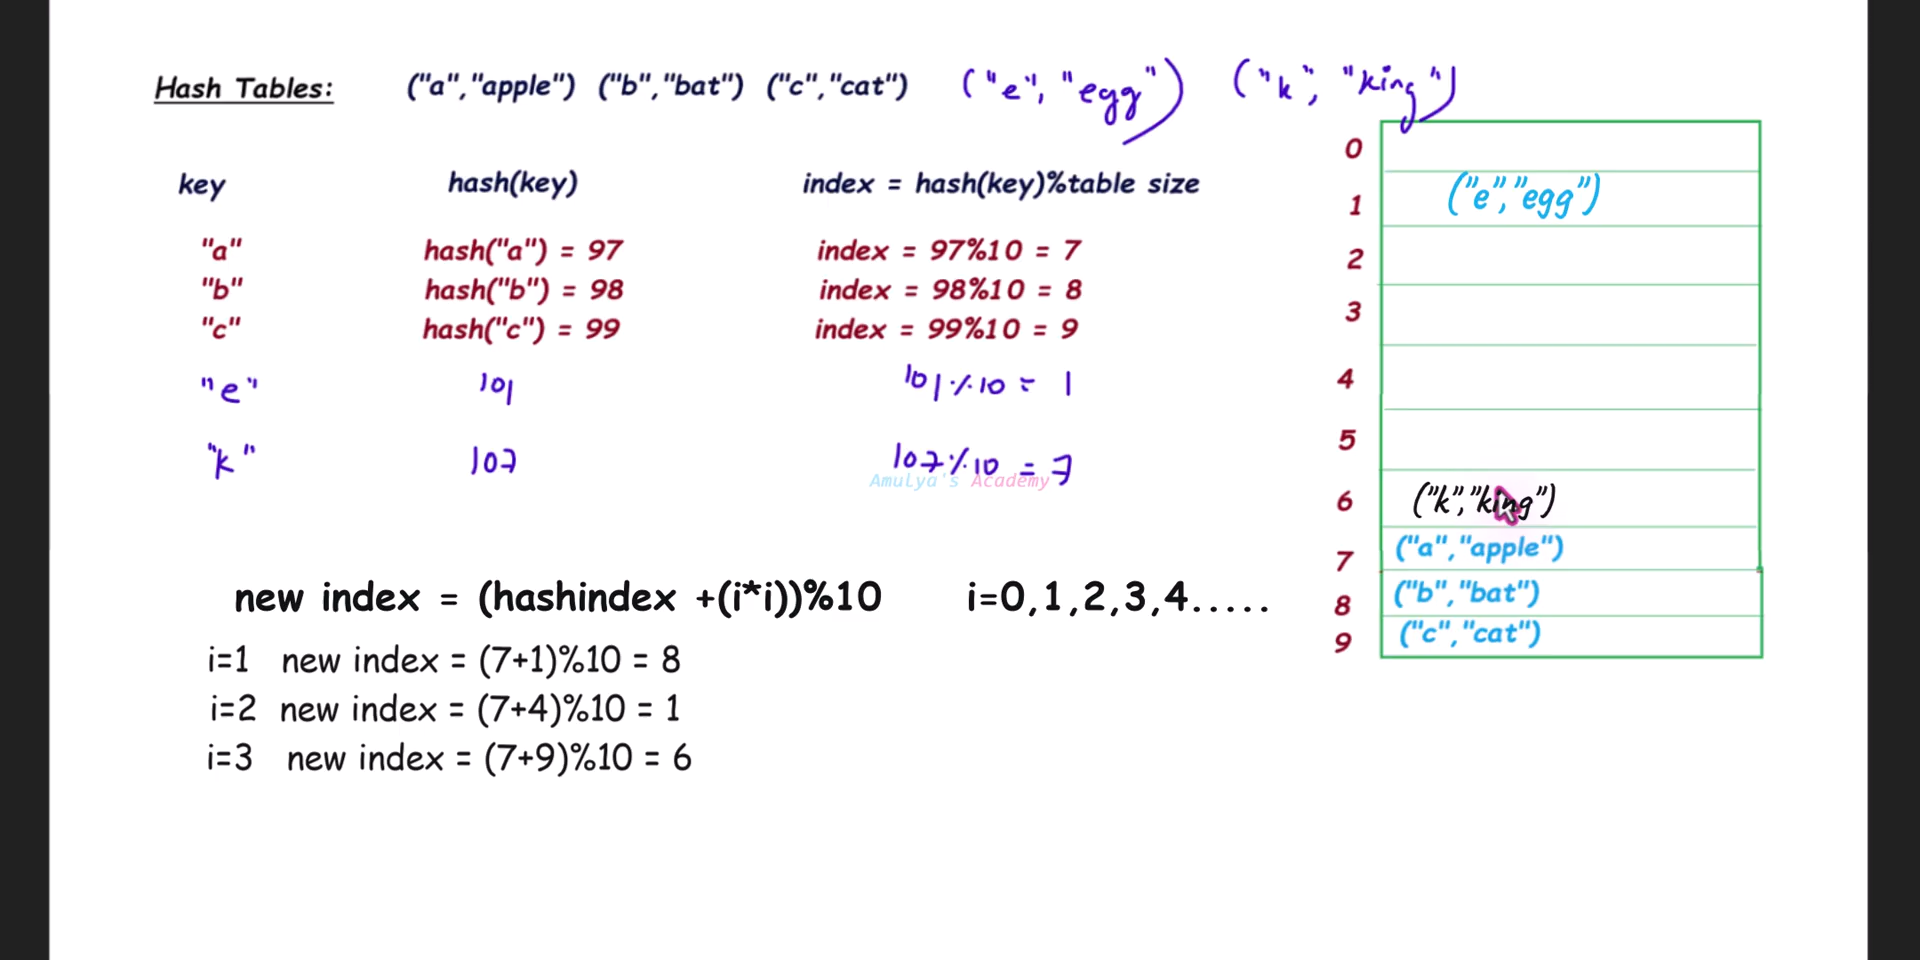 Hash Tables: ("a","apple") ("b","bat") ("c","cat") ("e", "egg") ("k", "king")
key hash(key) index = hash(key)%table size
"a" hash("a") = 97 index = 97%10 = 7
"b" hash("b") = 98 index = 98%10 = 8
"c" hash("c") = 99 index = 99%10 = 9
"e" 101 101%10 = 1
"k" 107 107%10 = 7
Amulya's Academy
new index = (hashindex +(i*i))%10 i=0,1,2,3,4.....
i=1 new index = (7+1)%10 = 8
i=2 new index = (7+4)%10 = 1
i=3 new index = (7+9)%10 = 6
0
1 ("e","egg")
2
3
4
5
6 ("k","king")
7 ("a","apple")
8 ("b","bat")
9 ("c","cat")